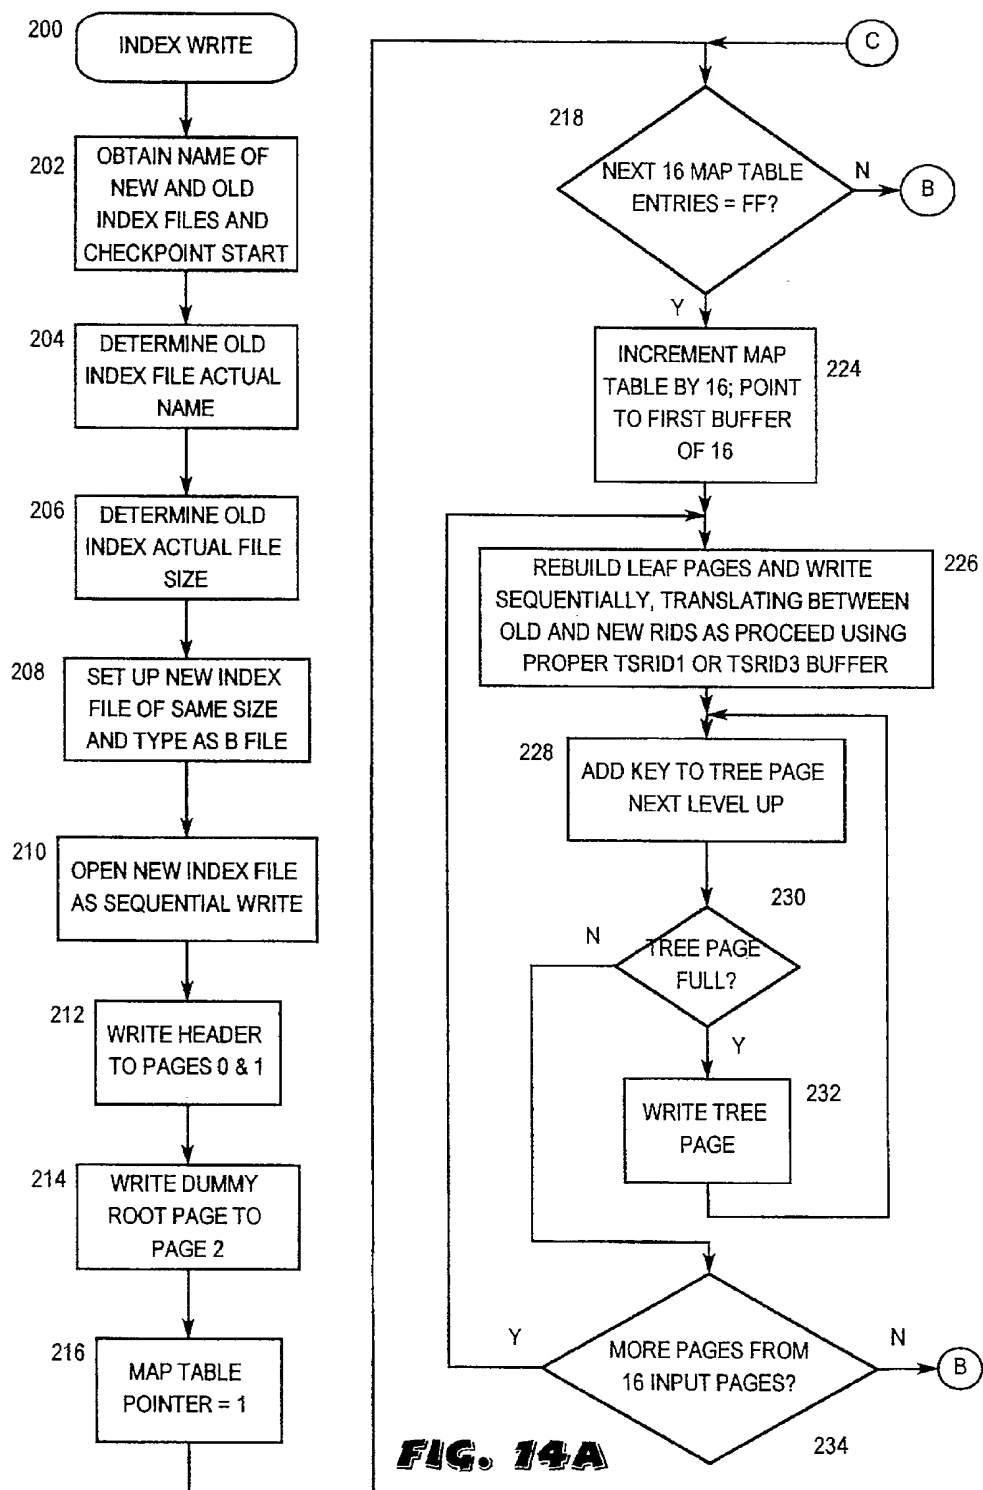 200
INDEX WRITE
202
OBTAIN NAME OF
NEW AND OLD
INDEX FILES AND
CHECKPOINT START
204
DETERMINE OLD
INDEX FILE ACTUAL
NAME
206
DETERMINE OLD
INDEX ACTUAL FILE
SIZE
208
SET UP NEW INDEX
FILE OF SAME SIZE
AND TYPE AS B FILE
210
OPEN NEW INDEX FILE
AS SEQUENTIAL WRITE
212
WRITE HEADER
TO PAGES 0 & 1
214
WRITE DUMMY
ROOT PAGE TO
PAGE 2
216
MAP TABLE
POINTER = 1
C
218
NEXT 16 MAP TABLE
ENTRIES = FF?
N
B
Y
INCREMENT MAP
TABLE BY 16; POINT
TO FIRST BUFFER
OF 16
224
REBUILD LEAF PAGES AND WRITE
SEQUENTIALLY, TRANSLATING BETWEEN
OLD AND NEW RIDS AS PROCEED USING
PROPER TSRID1 OR TSRID3 BUFFER
226
228
ADD KEY TO TREE PAGE
NEXT LEVEL UP
230
N
TREE PAGE
FULL?
Y
232
WRITE TREE
PAGE
Y
MORE PAGES FROM
16 INPUT PAGES?
N
B
234
FIG. 14A